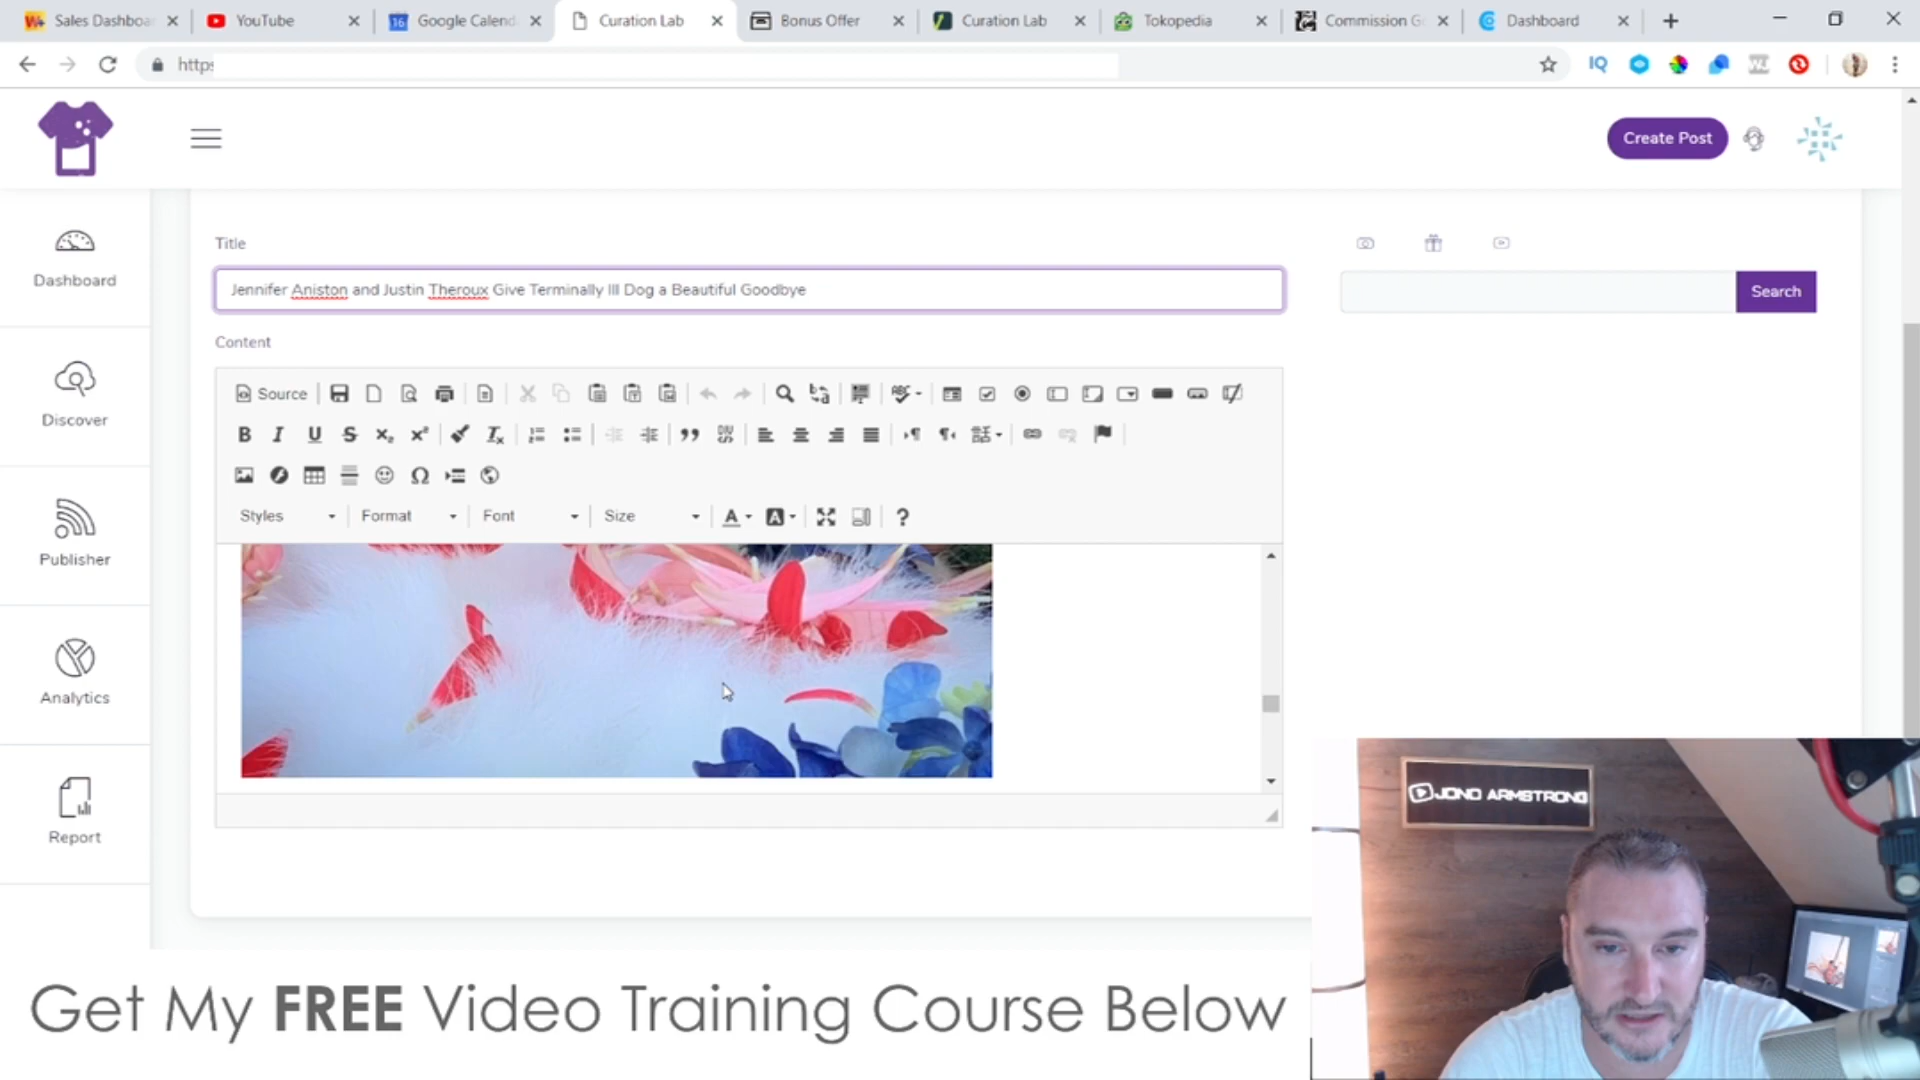 Sales Dashboa
YouTube
16 Google Calend
Curation Lab
Bonus Offer
Curation Lab
Tokopedia
Commission G
Dashboard
https
IQ
Create Post
Dashboard
Discover
Publisher
Analytics
Report
Title
Jennifer Aniston and Justin Theroux Give Terminally Ill Dog a Beautiful Goodbye
Search
Content
Source
Styles
Format
Font
Size
JONO ARMSTRONG
Get My FREE Video Training Course Below